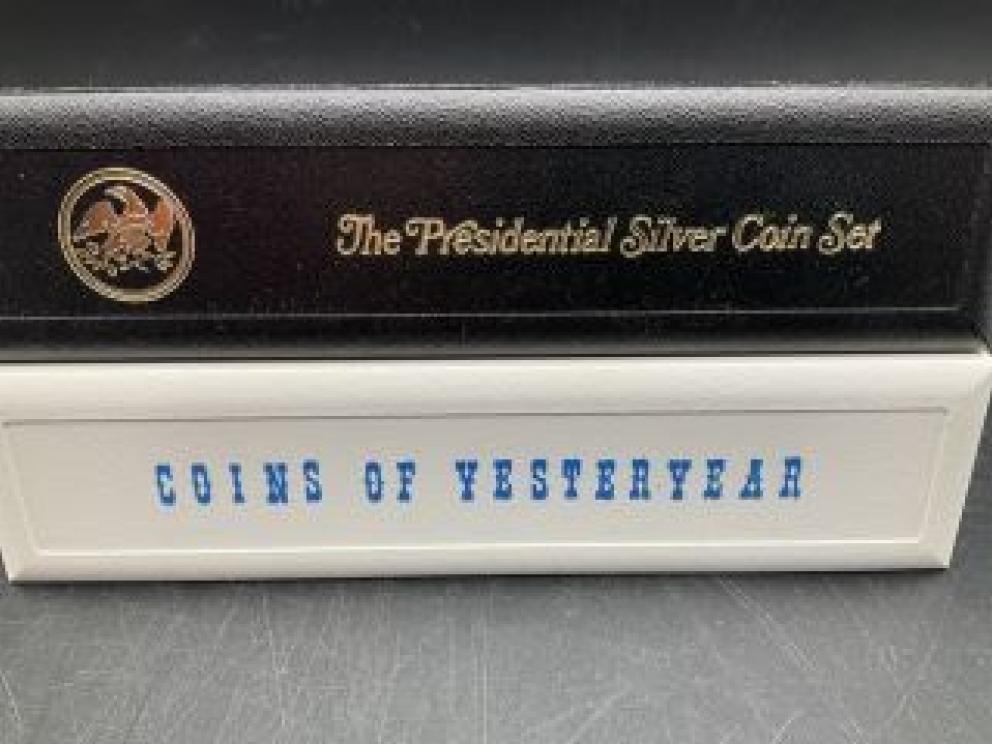 The Presidential Silver Coin Set
COINS OF YESTERYEAR